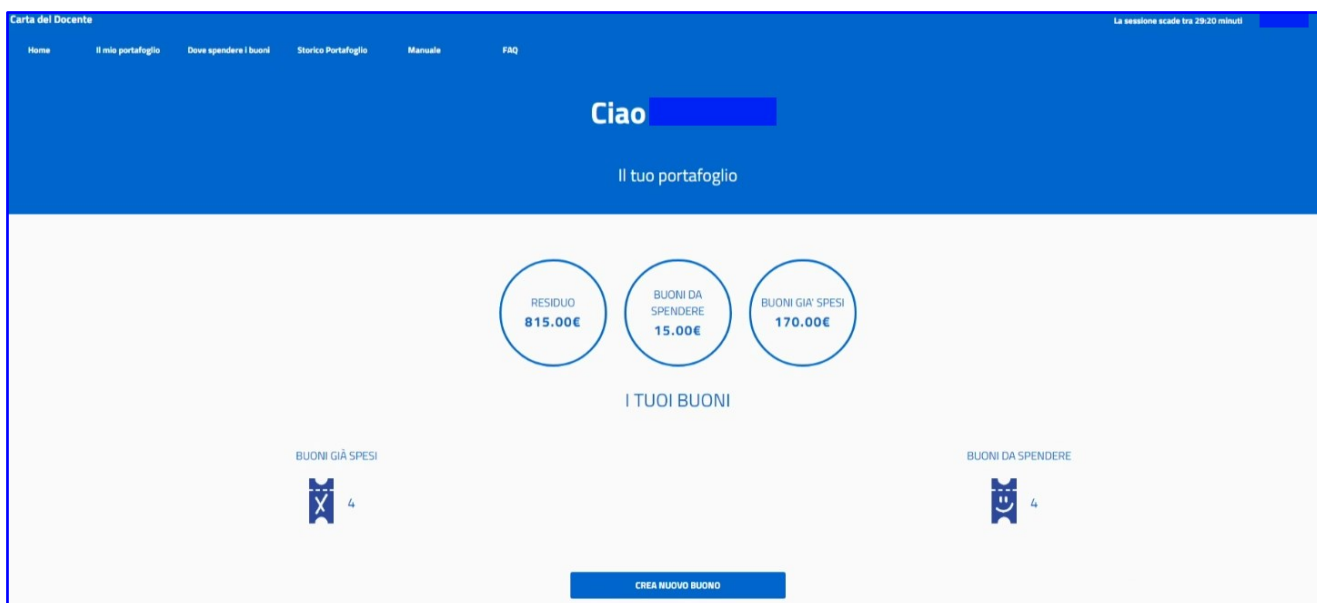 Carta del Docente
La sessione scade tra 29:20 minuti
Home Il mio portafoglio Dove spendere i buoni Storico Portafoglio Manuale FAQ
Ciao
Il tuo portafoglio
RESIDUO
815.00€
BUONI DA
SPENDERE
15.00€
BUONI GIA' SPESI
170.00€
I TUOI BUONI
BUONI GIÀ SPESI
4
BUONI DA SPENDERE
4
CREA NUOVO BUONO